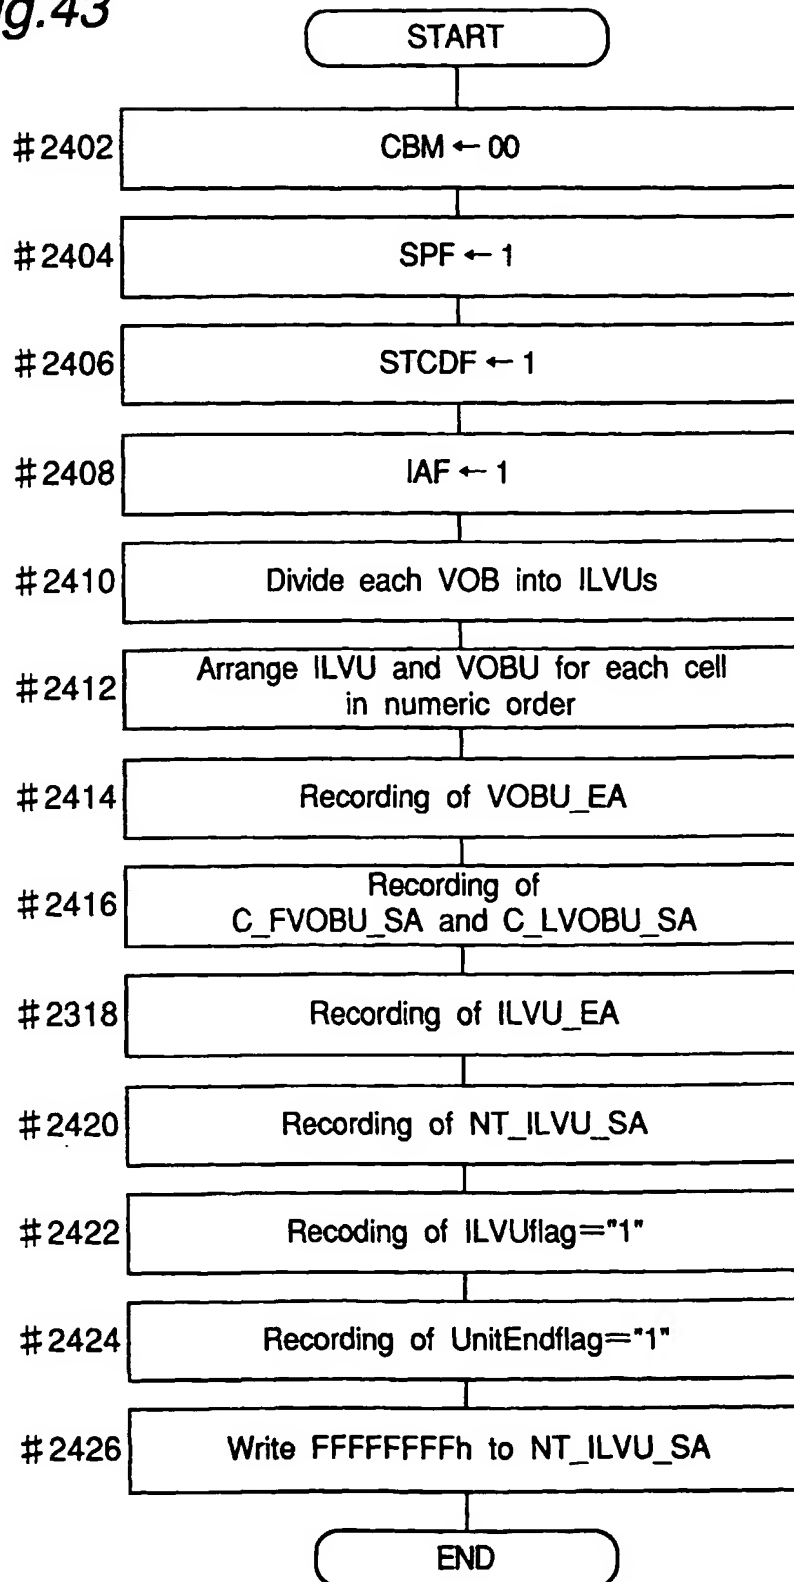 g.43
START
#2402 CBM ← 00
#2404 SPF ← 1
#2406 STCDF ← 1
#2408 IAF ← 1
#2410 Divide each VOB into ILVUs
#2412 Arrange ILVU and VOBU for each cell
in numeric order
#2414 Recording of VOBU_EA
#2416 Recording of
C_FVOBU_SA and C_LVOBU_SA
#2318 Recording of ILVU_EA
#2420 Recording of NT_ILVU_SA
#2422 Recoding of ILVUflag="1"
#2424 Recording of UnitEndflag="1"
#2426 Write FFFFFFFFh to NT_ILVU_SA
END